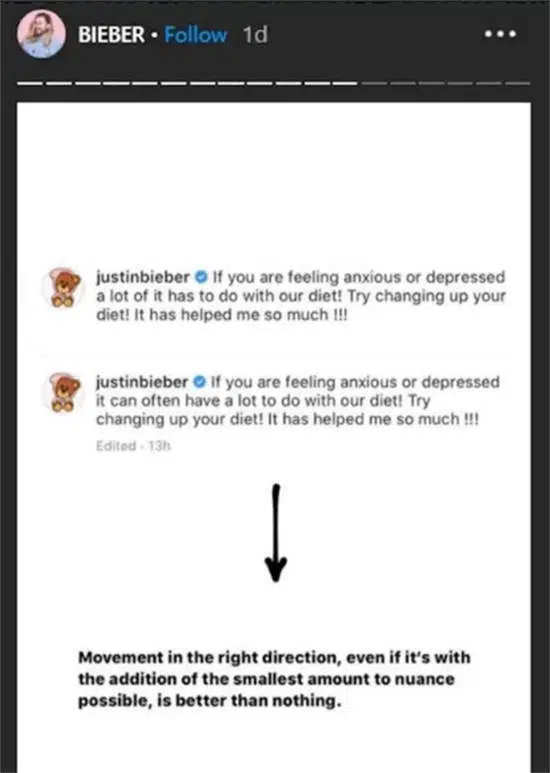 BIEBER • Follow 1d
justinbieber If you are feeling anxious or depressed
a lot of it has to do with our diet! Try changing up your
diet! It has helped me so much !!!
justinbieber If you are feeling anxious or depressed
it can often have a lot to do with our diet! Try
changing up your diet! It has helped me so much !!!
Edited - 13h
Movement in the right direction, even if it's with
the addition of the smallest amount to nuance
possible, is better than nothing.